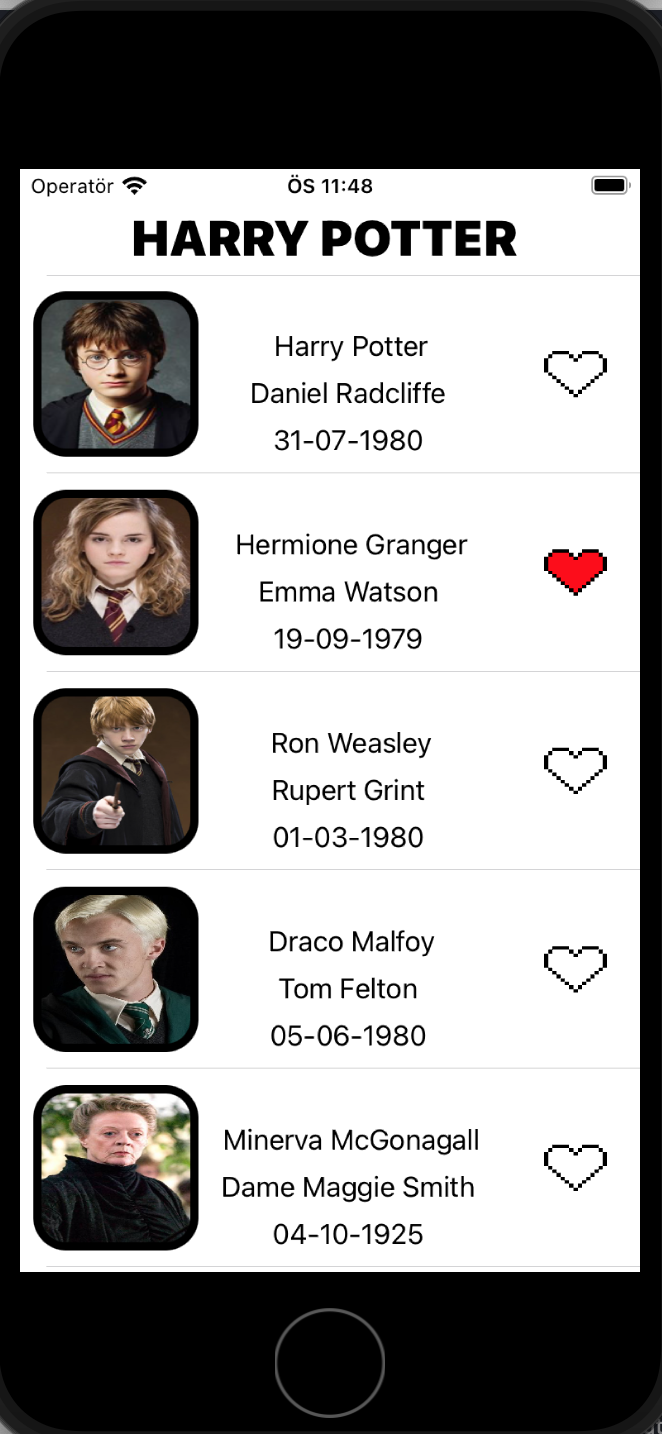 Operatör ÖS 11:48
HARRY POTTER
Harry Potter
Daniel Radcliffe
31-07-1980
Hermione Granger
Emma Watson
19-09-1979
Ron Weasley
Rupert Grint
01-03-1980
Draco Malfoy
Tom Felton
05-06-1980
Minerva McGonagall
Dame Maggie Smith
04-10-1925